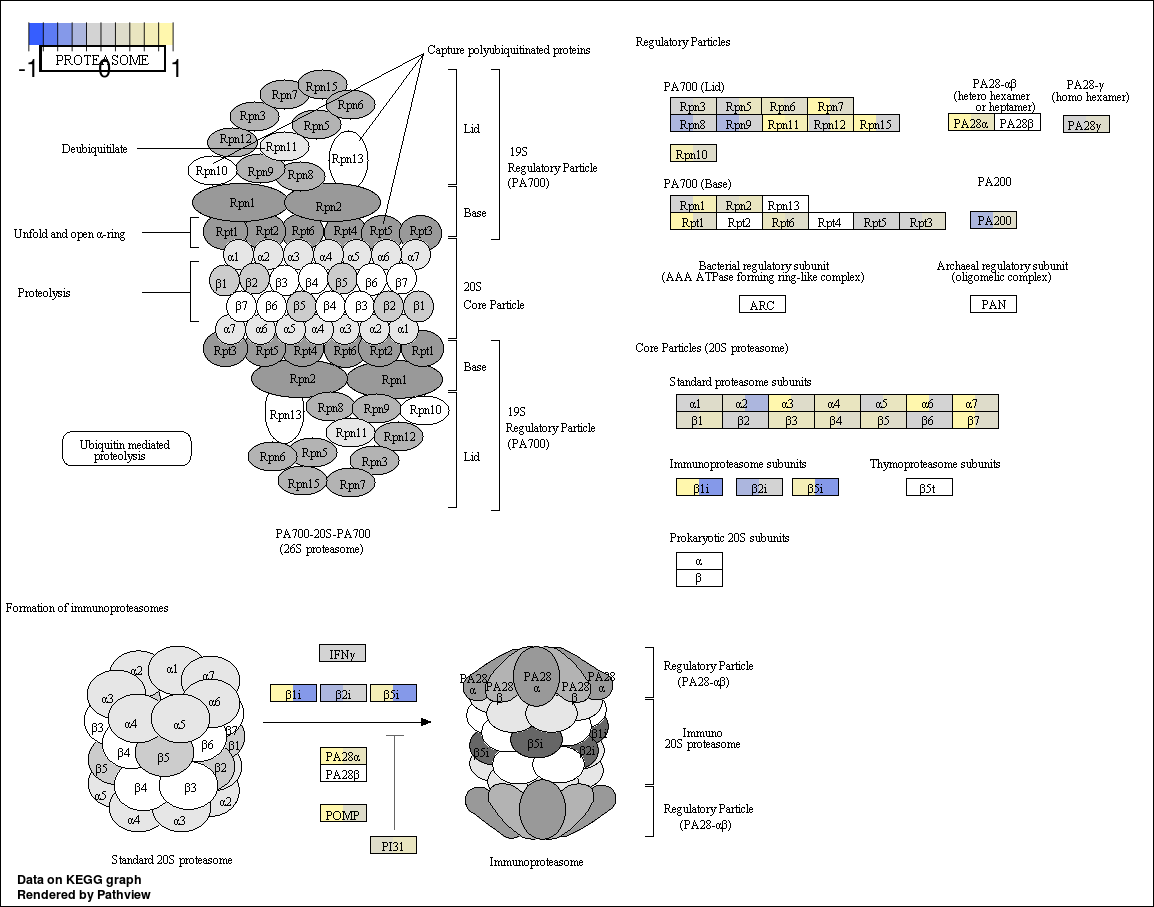 PROTEASOME
-1 0 1
Capture polyubiquitinated proteins
Rpn15
Rpn7
Rpn6
Rpn3
Rpn5
Rpn12
Rpn11
Deubiquitilate
Rpn13
Rpn10
Rpn9
Rpn8
Lid
19S
Regulatory Particle
(PA700)
Rpn1
Rpn2
Base
Rpt1 Rpt2 Rpt6 Rpt4 Rpt5 Rpt3
Unfold and open α-ring
α1 α2 α3 α4 α5 α6 α7
β1 β2 β3 β4 β5 β6 β7
Proteolysis
20S
Core Particle
β7 β6 β5 β4 β3 β2 β1
α7 α6 α5 α4 α3 α2 α1
Rpt3 Rpt5 Rpt4 Rpt6 Rpt2 Rpt1
Base
Rpn2 Rpn1
Rpn13
Rpn8 Rpn9 Rpn10
19S
Regulatory Particle
(PA700)
Rpn11 Rpn12
Lid
Rpn6 Rpn5 Rpn3
Rpn15 Rpn7
Ubiquitin mediated
proteolysis
PA700-20S-PA700
(26S proteasome)
Regulatory Particles
PA700 (Lid)
Rpn3 Rpn5 Rpn6 Rpn7
Rpn8 Rpn9 Rpn11 Rpn12 Rpn15
Rpn10
PA28-αβ
(hetero hexamer
or heptamer)
PA28α PA28β
PA28-γ
(homo hexamer)
PA28γ
PA700 (Base)
Rpn1 Rpn2 Rpn13
Rpt1 Rpt2 Rpt6 Rpt4 Rpt5 Rpt3
PA200
PA200
Bacterial regulatory subunit
(AAA ATPase forming ring-like complex)
ARC
Archaeal regulatory subunit
(oligomelic complex)
PAN
Core Particles (20S proteasome)
Standard proteasome subunits
α1 α2 α3 α4 α5 α6 α7
β1 β2 β3 β4 β5 β6 β7
Immunoproteasome subunits
β1i β2i β5i
Thymoproteasome subunits
β5t
Prokaryotic 20S subunits
α
β
Formation of immunoproteasomes
α2 α1 α7
α3 α6
α4 α5
β3 β7
β4 β6 β1
β5 β5 β2
α5 β4 β3 α2
α4 α3
Standard 20S proteasome
IFNγ
β1i β2i β5i
PA28α
PA28β
POMP
PI31
PA28
α
PA28
β
PA28
α
PA28
β
PA28
α
β5i β5i β2i β1i
Immunoproteasome
Regulatory Particle
(PA28-αβ)
Immuno
20S proteasome
Regulatory Particle
(PA28-αβ)
Data on KEGG graph
Rendered by Pathview